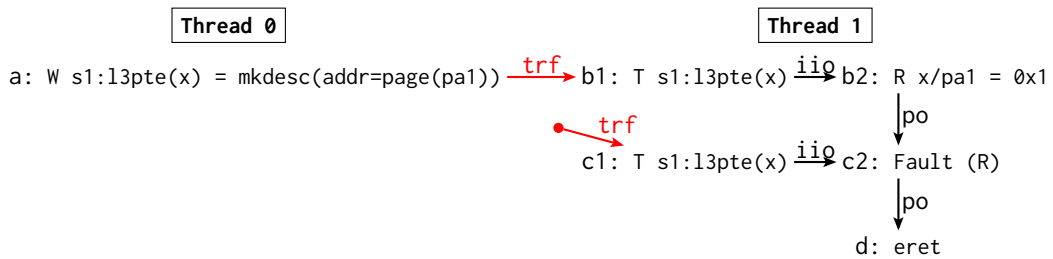 Thread 0 Thread 1
a: W s1:l3pte(x) = mkdesc(addr=page(pa1)) trf b1: T s1:l3pte(x) iio b2: R x/pa1 = 0x1
po
trf
c1: T s1:l3pte(x) iio c2: Fault (R)
po
d: eret